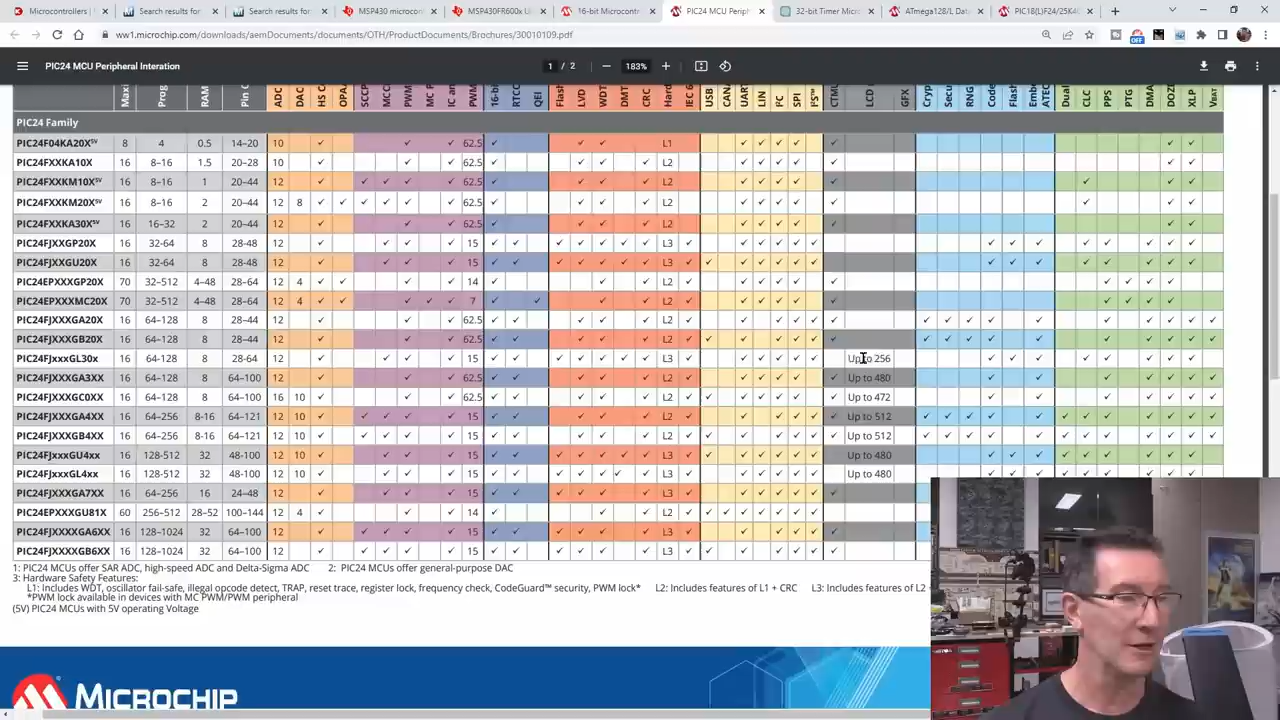 Microcontrollers
Search results for
Search results for
MSP430 microcont
MSP430FR600x Ul
16-bit Microcontr
PIC24 MCU Periph
32-bit Timer Micro
ATmega128/L Dat
PIC18(L)F24/25K4
ww1.microchip.com/downloads/aemDocuments/documents/OTH/ProductDocuments/Brochures/30010109.pdf
PIC24 MCU Peripheral Interation
1 / 2
183%
ADC DAC HS C OPA SCCP MCC PWM MC P IC an PWM 16-bi RTCC QEI Flash LVD WDT DMT CRC Hard IEC 6 USB CAN UART LIN I²C SPI I²S™ CTMU LCD GFX Cryp Secu RNG Code Flash Embe ATEC Dual CLC PPS PTG DMA DOZE XLP VBAT
PIC24 Family
PIC24F04KA20X5V 8 4 0.5 14–20 10 ✓ ✓ ✓ 62.5 ✓ ✓ ✓ L1 ✓ ✓ ✓ ✓ ✓ ✓ ✓
PIC24FXXKA10X 16 8–16 1.5 20–28 10 ✓ ✓ ✓ 62.5 ✓ ✓ ✓ ✓ L2 ✓ ✓ ✓ ✓ ✓ ✓ ✓
PIC24FXXKM10X5V 16 8–16 1 20–44 12 ✓ ✓ ✓ ✓ ✓ 62.5 ✓ ✓ ✓ ✓ L2 ✓ ✓ ✓ ✓ ✓ ✓ ✓ ✓
PIC24FXXKM20X5V 16 8–16 2 20–44 12 8 ✓ ✓ ✓ ✓ ✓ ✓ 62.5 ✓ ✓ ✓ ✓ L2 ✓ ✓ ✓ ✓ ✓ ✓ ✓ ✓
PIC24FXXKA30X5V 16 16–32 2 20–44 12 ✓ ✓ ✓ 62.5 ✓ ✓ ✓ ✓ L2 ✓ ✓ ✓ ✓ ✓ ✓ ✓
PIC24FJXXGP20X 16 32-64 8 28-48 12 ✓ ✓ ✓ ✓ 15 ✓ ✓ ✓ ✓ ✓ ✓ ✓ L3 ✓ ✓ ✓ ✓ ✓ ✓
PIC24FJXXGU20X 16 32-64 8 28-48 12 ✓ ✓ ✓ ✓ 15 ✓ ✓ ✓ ✓ ✓ ✓ ✓ L3 ✓ ✓ ✓ ✓ ✓ ✓ ✓
PIC24EPXXXGP20X 70 32–512 4–48 28–64 12 4 ✓ ✓ ✓ ✓ 14 ✓ ✓ ✓ L2 ✓ ✓ ✓ ✓ ✓ ✓
PIC24EPXXXMC20X 70 32–512 4–48 28–64 12 4 ✓ ✓ ✓ ✓ ✓ 7 ✓ ✓ ✓ ✓ L2 ✓ ✓ ✓ ✓ ✓ ✓
PIC24FJXXXGA20X 16 64–128 8 28–44 12 ✓ ✓ ✓ 62.5 ✓ ✓ ✓ ✓ ✓ L2 ✓ ✓ ✓ ✓ ✓ ✓ ✓
PIC24FJXXXGB20X 16 64–128 8 28–44 12 ✓ ✓ ✓ 62.5 ✓ ✓ ✓ ✓ ✓ L2 ✓ ✓ ✓ ✓ ✓ ✓ ✓ ✓
PIC24FJxxxGL30x 16 64–128 8 28-64 12 ✓ ✓ ✓ ✓ 15 ✓ ✓ ✓ ✓ ✓ ✓ ✓ L3 ✓ ✓ ✓ ✓ ✓ ✓ Up to 256
PIC24FJXXXGA3XX 16 64–128 8 64–100 12 ✓ ✓ ✓ 62.5 ✓ ✓ ✓ ✓ ✓ L2 ✓ ✓ ✓ ✓ ✓ ✓ ✓ Up to 480
PIC24FJXXXGC0XX 16 64–128 8 64–100 16 10 ✓ ✓ ✓ 62.5 ✓ ✓ ✓ ✓ ✓ L2 ✓ ✓ ✓ ✓ ✓ ✓ ✓ Up to 472
PIC24FJXXXGA4XX 16 64–256 8-16 64–121 12 10 ✓ ✓ ✓ ✓ ✓ 15 ✓ ✓ ✓ ✓ ✓ L2 ✓ ✓ ✓ ✓ ✓ ✓ Up to 512
PIC24FJXXXGB4XX 16 64–256 8-16 64–121 12 10 ✓ ✓ ✓ ✓ ✓ 15 ✓ ✓ ✓ ✓ ✓ L2 ✓ ✓ ✓ ✓ ✓ ✓ ✓ Up to 512
PIC24FJxxxGU4xx 16 128-512 32 48-100 12 10 ✓ ✓ ✓ ✓ 15 ✓ ✓ ✓ ✓ ✓ ✓ ✓ L3 ✓ ✓ ✓ ✓ ✓ ✓ ✓ Up to 480
PIC24FJxxxGL4xx 16 128-512 32 48-100 12 10 ✓ ✓ ✓ ✓ 15 ✓ ✓ ✓ ✓ ✓ ✓ ✓ L3 ✓ ✓ ✓ ✓ ✓ ✓ Up to 480
PIC24FJXXXGA7XX 16 64–256 16 24–48 12 ✓ ✓ ✓ ✓ 15 ✓ ✓ ✓ ✓ ✓ ✓ L3 ✓ ✓ ✓ ✓ ✓ ✓ ✓
PIC24EPXXXGU81X 60 256–512 28–52 100–144 12 4 ✓ ✓ ✓ 14 ✓ ✓ ✓ ✓ L2 ✓ ✓ ✓ ✓ ✓ ✓ ✓
PIC24FJXXXXGA6XX 16 128–1024 32 64–100 12 ✓ ✓ ✓ ✓ ✓ 15 ✓ ✓ ✓ ✓ ✓ ✓ L3 ✓ ✓ ✓ ✓ ✓ ✓ ✓
PIC24FJXXXXGB6XX 16 128–1024 32 64–100 12 ✓ ✓ ✓ ✓ ✓ 15 ✓ ✓ ✓ ✓ ✓ ✓ L3 ✓ ✓ ✓ ✓ ✓ ✓ ✓
1: PIC24 MCUs offer SAR ADC, high-speed ADC and Delta-Sigma ADC 2: PIC24 MCUs offer general-purpose DAC
3: Hardware Safety Features:
L1: Includes WDT, oscillator fail-safe, illegal opcode detect, TRAP, reset trace, register lock, frequency check, CodeGuard™ security, PWM lock* L2: Includes features of L1 + CRC L3: Includes features of L2
*PWM lock available in devices with MC PWM/PWM peripheral
(5V) PIC24 MCUs with 5V operating Voltage
MICROCHIP